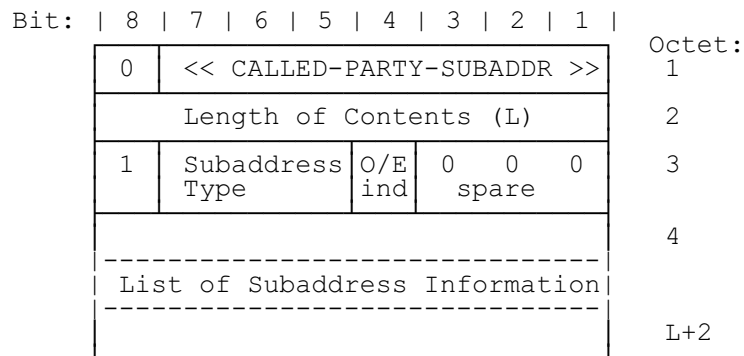 Bit: | 8 | 7 | 6 | 5 | 4 | 3 | 2 | 1 |
Octet:
0 << CALLED-PARTY-SUBADDR >> 1
Length of Contents (L) 2
1 Subaddress O/E 0 0 0 3
Type ind spare
4
List of Subaddress Information
L+2